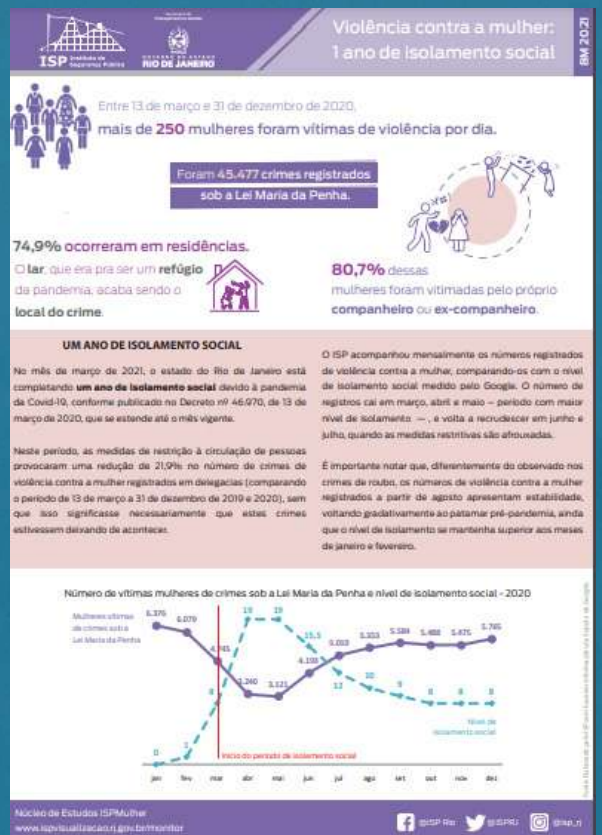 Violência contra a mulher:
1 ano de isolamento social
BM 2021
ISP Instituto de
Segurança Pública
GOVERNO DO ESTADO
RIO DE JANEIRO
Entre 13 de março e 31 de dezembro de 2020,
mais de 250 mulheres foram vítimas de violência por dia.
Foram 45.477 crimes registrados
sob a Lei Maria da Penha.
74,9% ocorreram em residências.
O lar, que era pra ser um refúgio
da pandemia, acaba sendo o
local do crime.
80,7% dessas
mulheres foram vitimadas pelo próprio
companheiro ou ex-companheiro.
UM ANO DE ISOLAMENTO SOCIAL
No mês de março de 2021, o estado do Rio de Janeiro está
completando um ano de isolamento social devido à pandemia
da Covid-19, conforme publicado no Decreto nº 46.970, de 13 de
março de 2020, que se estende até o mês vigente.
Neste período, as medidas de restrição à circulação de pessoas
provocaram uma redução de 21,9% no número de crimes de
violência contra a mulher registrados em delegacias (comparando
o período de 13 de março a 31 de dezembro de 2019 e 2020), sem
que isso significasse necessariamente que estes crimes
estivessem deixando de acontecer.
O ISP acompanhou mensalmente os números registrados
de violência contra a mulher, comparando-os com o nível
de isolamento social medido pelo Google. O número de
registros cai em março, abril e maio – período com maior
nível de isolamento —, e volta a recrudescer em junho e
julho, quando as medidas restritivas são afrouxadas.
É importante notar que, diferentemente do observado nos
crimes de roubo, os números de violência contra a mulher
registrados a partir de agosto apresentam estabilidade,
voltando gradativamente ao patamar pré-pandemia, ainda
que o nível de isolamento se mantenha superior aos meses
de janeiro e fevereiro.
Número de vítimas mulheres de crimes sob a Lei Maria da Penha e nível de isolamento social - 2020
Mulheres vítimas
de crimes sob a
Lei Maria da Penha
6.376 6.079 3.240 3.121 4.193 5.010 5.353 5.584 5.488 5.475 5.765
0 1 8 19 19 15,5 12 10 9 8 8 8
Nível de
isolamento social
Início do período de isolamento social
jan fev mar abr mai jun jul ago set out nov dez
Núcleo de Estudos ISPMulher
www.ispvisualizacao.rj.gov.br/monitor
@ISP Rio @ISPRJ @isp_rj